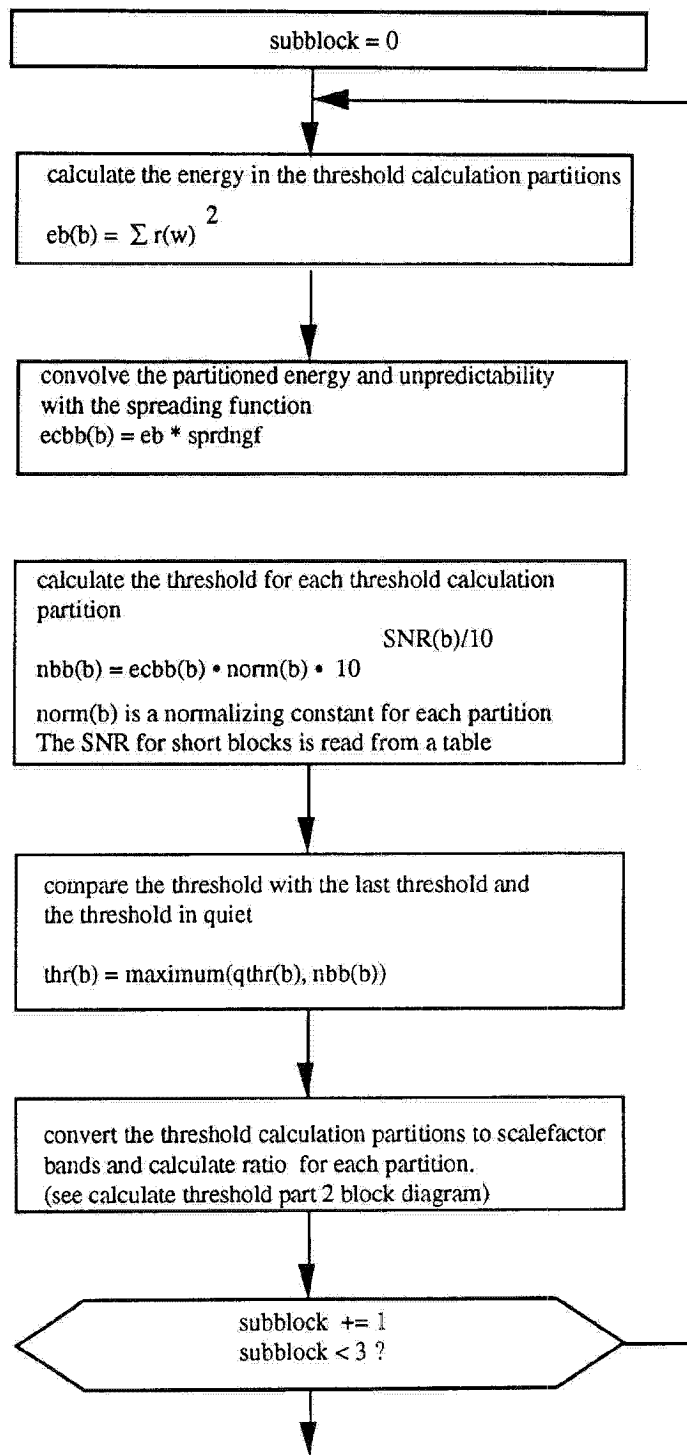 subblock = 0
calculate the energy in the threshold calculation partitions
eb(b) = Σ r(w) 2
convolve the partitioned energy and unpredictability
with the spreading function
ecbb(b) = eb * sprdngf
calculate the threshold for each threshold calculation
partition
SNR(b)/10
nbb(b) = ecbb(b) • norm(b) • 10
norm(b) is a normalizing constant for each partition
The SNR for short blocks is read from a table
compare the threshold with the last threshold and
the threshold in quiet
thr(b) = maximum(qthr(b), nbb(b))
convert the threshold calculation partitions to scalefactor
bands and calculate ratio for each partition.
(see calculate threshold part 2 block diagram)
subblock += 1
subblock < 3 ?